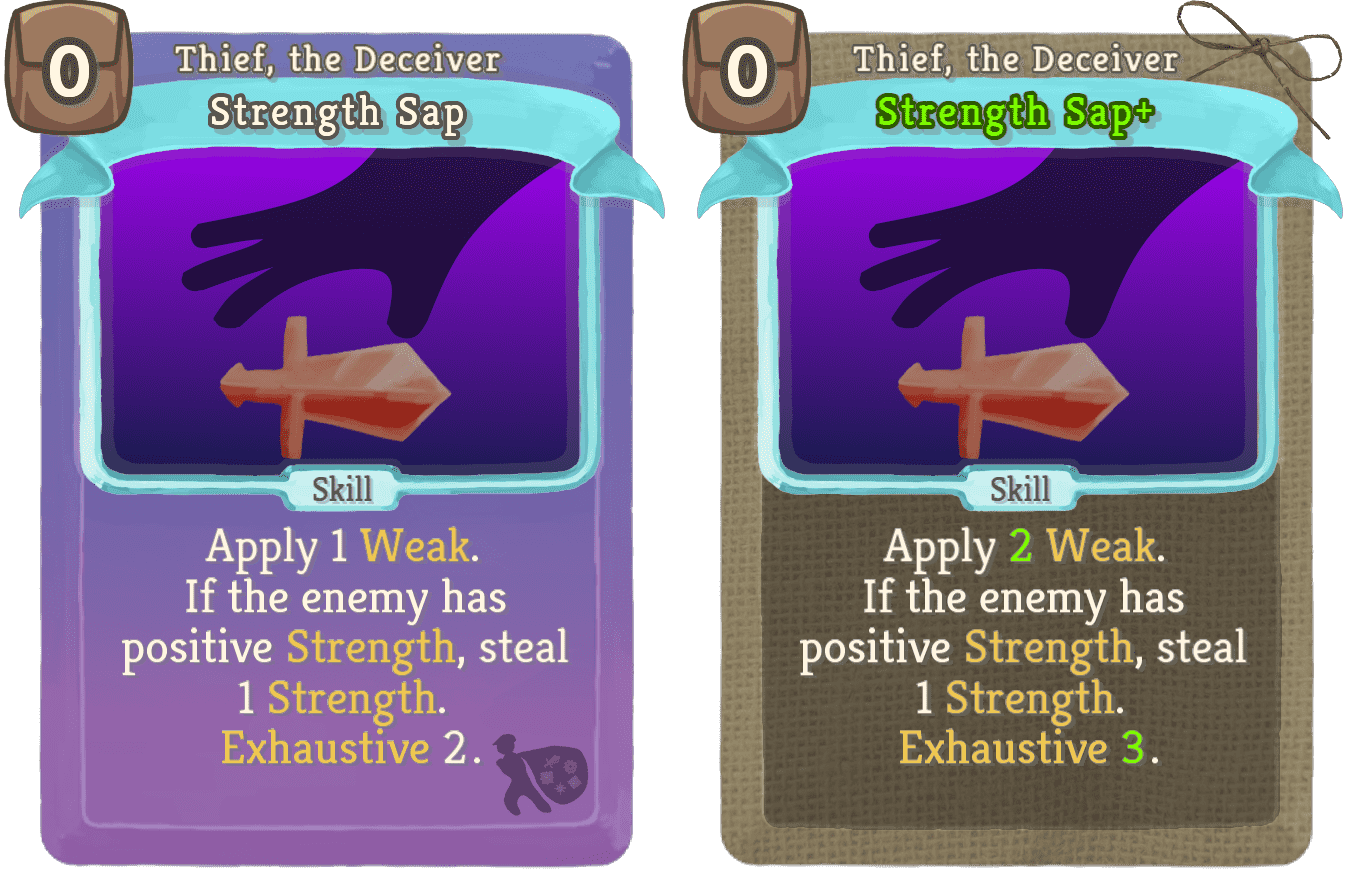 0
Thief, the Deceiver
Strength Sap
Skill
Apply 1 Weak.
If the enemy has
positive Strength, steal
1 Strength.
Exhaustive 2.
0
Thief, the Deceiver
Strength Sap+
Skill
Apply 2 Weak.
If the enemy has
positive Strength, steal
1 Strength.
Exhaustive 3.